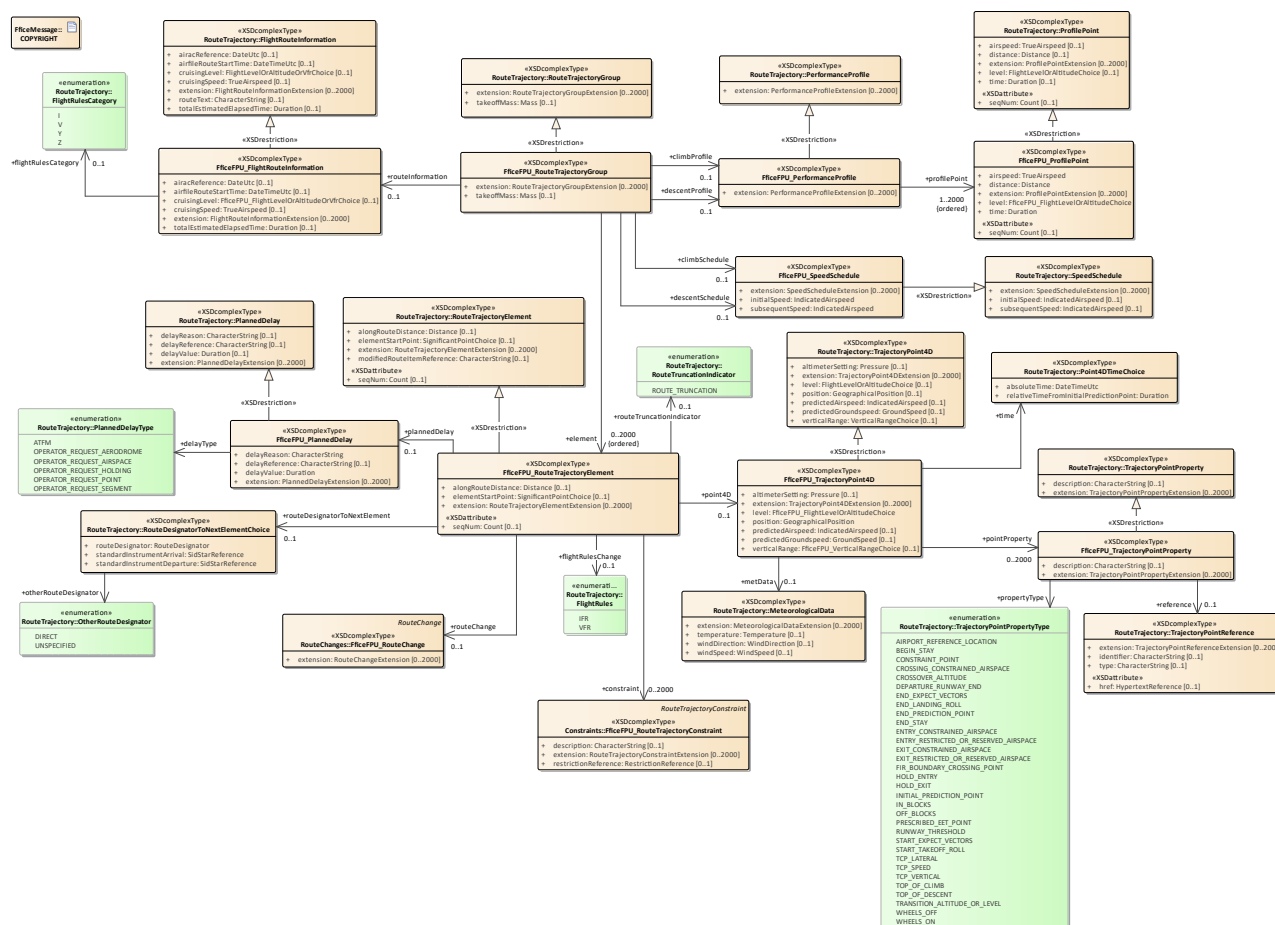 FficeMessage::
COPYRIGHT
«XSDcomplexType»
RouteTrajectory::FlightRouteInformation
+ airacReference: DateUtc [0..1]
+ airfileRouteStartTime: DateTimeUtc [0..1]
+ cruisingLevel: FlightLevelOrAltitudeOrVfrChoice [0..1]
+ cruisingSpeed: TrueAirspeed [0..1]
+ extension: FlightRouteInformationExtension [0..2000]
+ routeText: CharacterString [0..1]
+ totalEstimatedElapsedTime: Duration [0..1]
«XSDcomplexType»
RouteTrajectory::RouteTrajectoryGroup
+ extension: RouteTrajectoryGroupExtension [0..2000]
+ takeoffMass: Mass [0..1]
«XSDcomplexType»
RouteTrajectory::PerformanceProfile
+ extension: PerformanceProfileExtension [0..2000]
«XSDcomplexType»
RouteTrajectory::ProfilePoint
+ airspeed: TrueAirspeed [0..1]
+ distance: Distance [0..1]
+ extension: ProfilePointExtension [0..2000]
+ level: FlightLevelOrAltitudeChoice [0..1]
+ time: Duration [0..1]
«XSDattribute»
+ seqNum: Count [0..1]
«enumeration»
RouteTrajectory::
FlightRulesCategory
I
V
Y
Z
+flightRulesCategory
0..1
«XSDrestriction»
«XSDrestriction»
«XSDrestriction»
«XSDrestriction»
«XSDcomplexType»
FficeFPU_FlightRouteInformation
+ airacReference: DateUtc [0..1]
+ airfileRouteStartTime: DateTimeUtc [0..1]
+ cruisingLevel: FficeFPU_FlightLevelOrAltitudeOrVfrChoice [0..1]
+ cruisingSpeed: TrueAirspeed [0..1]
+ extension: FlightRouteInformationExtension [0..2000]
+ totalEstimatedElapsedTime: Duration [0..1]
+routeInformation
0..1
«XSDcomplexType»
FficeFPU_RouteTrajectoryGroup
+ extension: RouteTrajectoryGroupExtension [0..2000]
+ takeoffMass: Mass [0..1]
+climbProfile
0..1
+descentProfile
0..1
«XSDcomplexType»
FficeFPU_PerformanceProfile
+ extension: PerformanceProfileExtension [0..2000]
+profilePoint
1..2000
{ordered}
«XSDcomplexType»
FficeFPU_ProfilePoint
+ airspeed: TrueAirspeed
+ distance: Distance
+ extension: ProfilePointExtension [0..2000]
+ level: FficeFPU_FlightLevelOrAltitudeChoice
+ time: Duration
«XSDattribute»
+ seqNum: Count [0..1]
+climbSchedule
0..1
+descentSchedule
0..1
«XSDcomplexType»
FficeFPU_SpeedSchedule
+ extension: SpeedScheduleExtension [0..2000]
+ initialSpeed: IndicatedAirspeed
+ subsequentSpeed: IndicatedAirspeed
«XSDrestriction»
«XSDcomplexType»
RouteTrajectory::SpeedSchedule
+ extension: SpeedScheduleExtension [0..2000]
+ initialSpeed: IndicatedAirspeed [0..1]
+ subsequentSpeed: IndicatedAirspeed [0..1]
«XSDcomplexType»
RouteTrajectory::PlannedDelay
+ delayReason: CharacterString [0..1]
+ delayReference: CharacterString [0..1]
+ delayValue: Duration [0..1]
+ extension: PlannedDelayExtension [0..2000]
«XSDcomplexType»
RouteTrajectory::RouteTrajectoryElement
+ alongRouteDistance: Distance [0..1]
+ elementStartPoint: SignificantPointChoice [0..1]
+ extension: RouteTrajectoryElementExtension [0..2000]
+ modifiedRouteItemReference: CharacterString [0..1]
«XSDattribute»
+ seqNum: Count [0..1]
«enumeration»
RouteTrajectory::
RouteTruncationIndicator
ROUTE_TRUNCATION
0..1
+routeTruncationIndicator
«XSDcomplexType»
RouteTrajectory::TrajectoryPoint4D
+ altimeterSetting: Pressure [0..1]
+ extension: TrajectoryPoint4DExtension [0..2000]
+ level: FlightLevelOrAltitudeChoice [0..1]
+ position: GeographicalPosition [0..1]
+ predictedAirspeed: IndicatedAirspeed [0..1]
+ predictedGroundspeed: GroundSpeed [0..1]
+ verticalRange: VerticalRangeChoice [0..1]
«XSDcomplexType»
RouteTrajectory::Point4DTimeChoice
+ absoluteTime: DateTimeUtc
+ relativeTimeFromInitialPredictionPoint: Duration
+time
«XSDrestriction»
«XSDrestriction»
«XSDrestriction»
«enumeration»
RouteTrajectory::PlannedDelayType
ATFM
OPERATOR_REQUEST_AERODROME
OPERATOR_REQUEST_AIRSPACE
OPERATOR_REQUEST_HOLDING
OPERATOR_REQUEST_POINT
OPERATOR_REQUEST_SEGMENT
+delayType
«XSDcomplexType»
FficeFPU_PlannedDelay
+ delayReason: CharacterString
+ delayReference: CharacterString [0..1]
+ delayValue: Duration
+ extension: PlannedDelayExtension [0..2000]
+plannedDelay
0..1
+element
0..2000
{ordered}
«XSDcomplexType»
FficeFPU_RouteTrajectoryElement
+ alongRouteDistance: Distance [0..1]
+ elementStartPoint: SignificantPointChoice [0..1]
+ extension: RouteTrajectoryElementExtension [0..2000]
«XSDattribute»
+ seqNum: Count [0..1]
+point4D
0..1
«XSDcomplexType»
FficeFPU_TrajectoryPoint4D
+ altimeterSetting: Pressure [0..1]
+ extension: TrajectoryPoint4DExtension [0..2000]
+ level: FficeFPU_FlightLevelOrAltitudeChoice
+ position: GeographicalPosition
+ predictedAirspeed: IndicatedAirspeed [0..1]
+ predictedGroundspeed: GroundSpeed [0..1]
+ verticalRange: FficeFPU_VerticalRangeChoice [0..1]
«XSDcomplexType»
RouteTrajectory::TrajectoryPointProperty
+ description: CharacterString [0..1]
+ extension: TrajectoryPointPropertyExtension [0..2000]
«XSDrestriction»
«XSDcomplexType»
RouteTrajectory::RouteDesignatorToNextElementChoice
+ routeDesignator: RouteDesignator
+ standardInstrumentArrival: SidStarReference
+ standardInstrumentDeparture: SidStarReference
+routeDesignatorToNextElement
0..1
+pointProperty
0..2000
«XSDcomplexType»
FficeFPU_TrajectoryPointProperty
+ description: CharacterString [0..1]
+ extension: TrajectoryPointPropertyExtension [0..2000]
+otherRouteDesignator
«enumeration»
RouteTrajectory::OtherRouteDesignator
DIRECT
UNSPECIFIED
+flightRulesChange
0..1
«enumerati...
RouteTrajectory::
FlightRules
IFR
VFR
+metData
0..1
«XSDcomplexType»
RouteTrajectory::MeteorologicalData
+ extension: MeteorologicalDataExtension [0..2000]
+ temperature: Temperature [0..1]
+ windDirection: WindDirection [0..1]
+ windSpeed: WindSpeed [0..1]
+propertyType
+reference
0..1
RouteChange
«XSDcomplexType»
RouteChanges::FficeFPU_RouteChange
+ extension: RouteChangeExtension [0..2000]
+routeChange
0..1
«XSDcomplexType»
RouteTrajectory::TrajectoryPointReference
+ extension: TrajectoryPointReferenceExtension [0..200
+ identifier: CharacterString [0..1]
+ type: CharacterString [0..1]
«XSDattribute»
+ href: HypertextReference [0..1]
+constraint
0..2000
RouteTrajectoryConstraint
«XSDcomplexType»
Constraints::FficeFPU_RouteTrajectoryConstraint
+ description: CharacterString [0..1]
+ extension: RouteTrajectoryConstraintExtension [0..2000]
+ restrictionReference: RestrictionReference [0..1]
«enumeration»
RouteTrajectory::TrajectoryPointPropertyType
AIRPORT_REFERENCE_LOCATION
BEGIN_STAY
CONSTRAINT_POINT
CROSSING_CONSTRAINED_AIRSPACE
CROSSOVER_ALTITUDE
DEPARTURE_RUNWAY_END
END_EXPECT_VECTORS
END_LANDING_ROLL
END_PREDICTION_POINT
END_STAY
ENTRY_CONSTRAINED_AIRSPACE
ENTRY_RESTRICTED_OR_RESERVED_AIRSPACE
EXIT_CONSTRAINED_AIRSPACE
EXIT_RESTRICTED_OR_RESERVED_AIRSPACE
FIR_BOUNDARY_CROSSING_POINT
HOLD_ENTRY
HOLD_EXIT
INITIAL_PREDICTION_POINT
IN_BLOCKS
OFF_BLOCKS
PRESCRIBED_EET_POINT
RUNWAY_THRESHOLD
START_EXPECT_VECTORS
START_TAKEOFF_ROLL
TCP_LATERAL
TCP_SPEED
TCP_VERTICAL
TOP_OF_CLIMB
TOP_OF_DESCENT
TRANSITION_ALTITUDE_OR_LEVEL
WHEELS_OFF
WHEELS_ON